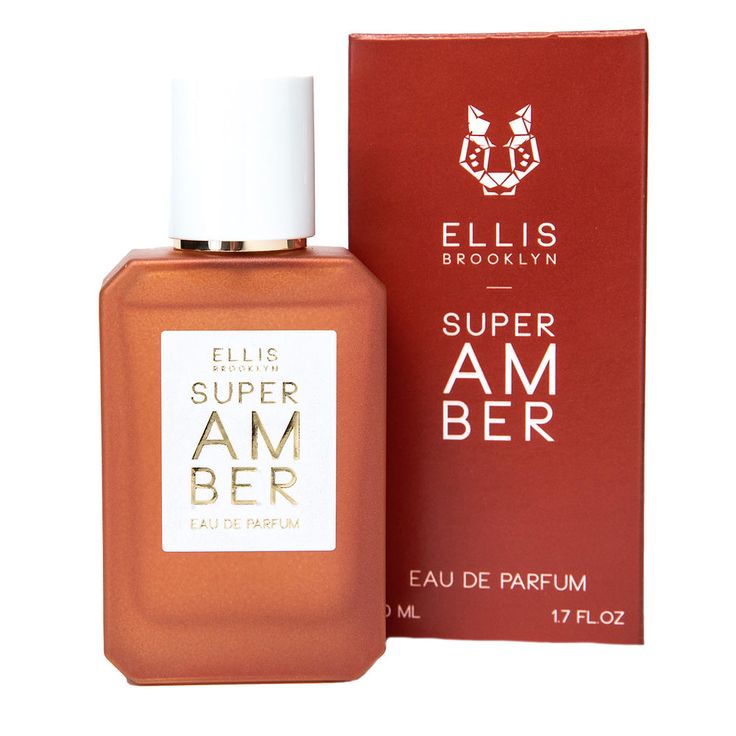 ELLIS
BROOKLYN
SUPER
AM
BER
EAU DE PARFUM
ELLIS
BROOKLYN
SUPER
AM
BER
EAU DE PARFUM
0 ML 1.7 FL.OZ